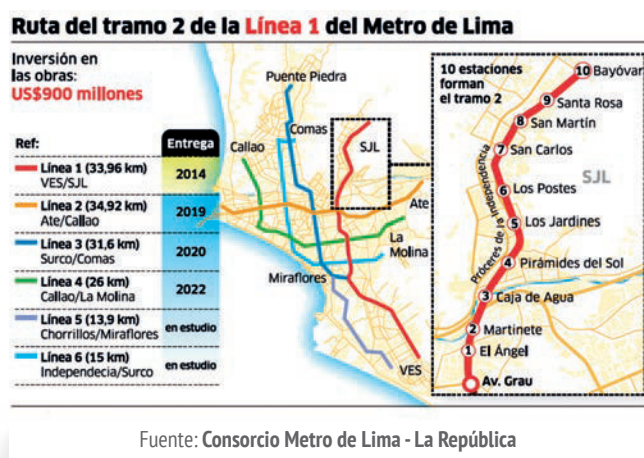 Ruta del tramo 2 de la Línea 1 del Metro de Lima
Inversión en
las obras:
US$900 millones
Ref:
Entrega
Línea 1 (33,96 km)
VES/SJL
2014
Línea 2 (34,92 km)
Ate/Callao
2019
Línea 3 (31,6 km)
Surco/Comas
2020
Línea 4 (26 km)
Callao/La Molina
2022
Línea 5 (13,9 km)
Chorrillos/Miraflores
en estudio
Línea 6 (15 km)
Independecia/Surco
en estudio
Puente Piedra
Comas
Callao
SJL
Ate
La
Molina
Miraflores
VES
10 estaciones
forman
el tramo 2
10 Bayóvar
9 Santa Rosa
8 San Martín
7 San Carlos
6 Los Postes
SJL
5 Los Jardines
Próceres de la Independencia
4 Pirámides del Sol
3 Caja de Agua
2 Martinete
1 El Ángel
Av. Grau
Fuente: Consorcio Metro de Lima - La República